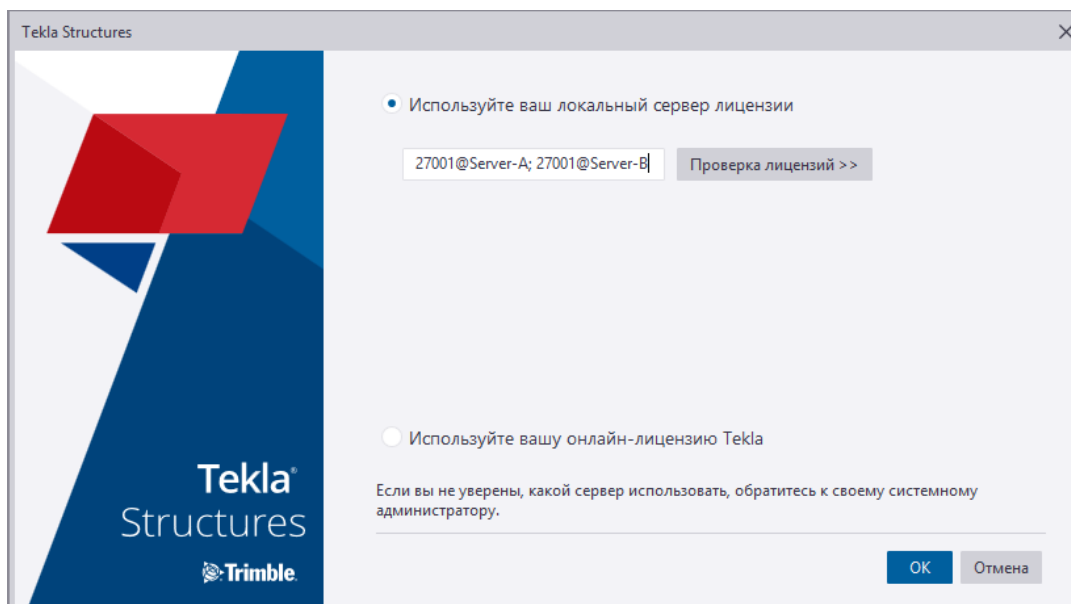 Tekla Structures
Используйте ваш локальный сервер лицензии
27001@Server-A; 27001@Server-B
Проверка лицензий >>
Используйте вашу онлайн-лицензию Tekla
Если вы не уверены, какой сервер использовать, обратитесь к своему системному
администратору.
Tekla®
Structures
Trimble.
ОК
Отмена